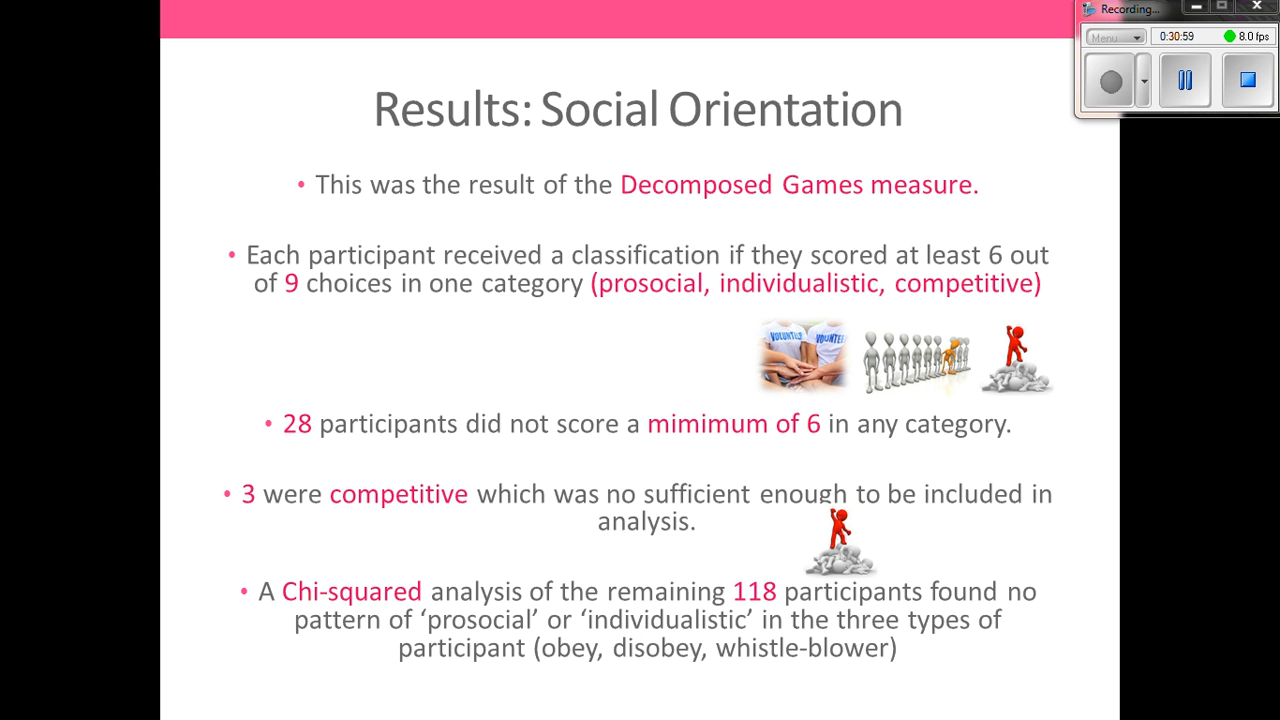 Recording...
Menu
0:30:59
8.0 fps
Results: Social Orientation
• This was the result of the Decomposed Games measure.
• Each participant received a classification if they scored at least 6 out
of 9 choices in one category (prosocial, individualistic, competitive)
VOLUNTEE VOLUNTEE
• 28 participants did not score a mimimum of 6 in any category.
• 3 were competitive which was no sufficient enough to be included in
analysis.
• A Chi-squared analysis of the remaining 118 participants found no
pattern of ‘prosocial’ or ‘individualistic’ in the three types of
participant (obey, disobey, whistle-blower)